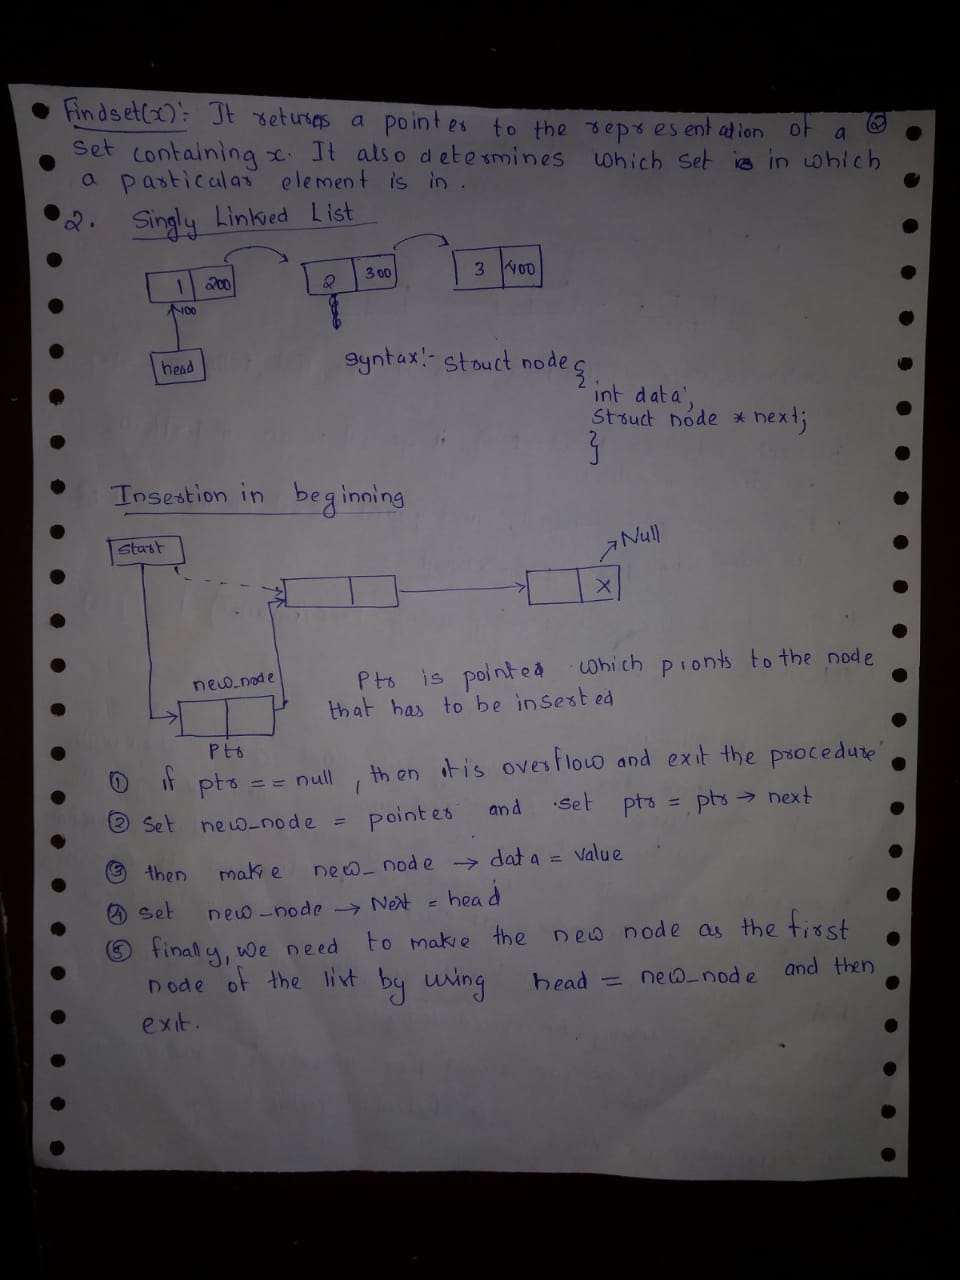 Findset(x):- It returns a pointer to the representation of a 2
set containing x. It also determines which set is in which
a particular element is in.
2. Singly Linked List
1 200 2 300 3 400
100
head
syntax:- struct node {
int data;
struct node * next;
}
Insertion in beginning
Start
Null
X
new_node
Ptr is pointer which pionts to the node
that has to be inserted
Ptr
① if ptr == null, then it is overflow and exit the procedure
② Set new_node = pointer and set ptr = ptr → next
③ then make new_node → data = value
④ set new_node → Next = head
⑤ finally, we need to make the new node as the first
node of the list by using head = new_node and then
exit.